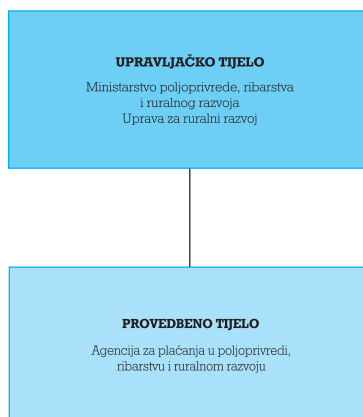 UPRAVLJAČKO TIJELO
Ministarstvo poljoprivrede, ribarstva
i ruralnog razvoja
Uprava za ruralni razvoj
PROVEDBENO TIJELO
Agencija za plaćanja u poljoprivredi,
ribarstvu i ruralnom razvoju